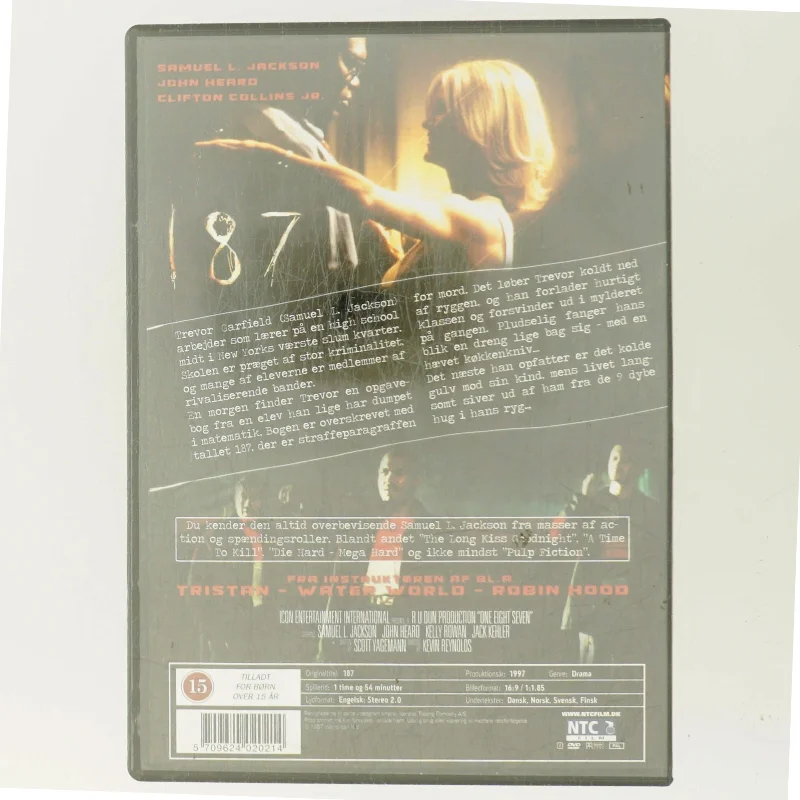 SAMUEL L. JACKSON
JOHN HEARD
CLIFTON COLLINS JR.
187
Trevor Garfield (Samuel L. Jackson)
arbejder som lærer på en high school
midt i New Yorks værste slum kvarter.
Skolen er præget af stor kriminalitet,
og mange af eleverne er medlemmer af
rivaliserende bander.
En morgen finder Trevor en opgave-
bog fra en elev han lige har dumpet
i matematik. Bogen er overskrevet med
tallet 187, der er straffeparagraffen
for mord. Det løber Trevor koldt ned
af ryggen, og han forlader hurtigt
klassen og forsvinder ud i mylderet
på gangen. Pludselig fanger hans
blik en dreng lige bag sig - med en
hævet køkkenkniv...
Det næste han opfatter er det kolde
gulv mod sin kind, mens livet lang-
somt siver ud af ham fra de 9 dybe
hug i hans ryg...
Du kender den altid overbevisende Samuel L. Jackson fra masser af ac-
tion og spændingsroller. Blandt andet "The Long Kiss Goodnight", "A Time
To Kill", "Die Hard - Mega Hard" og ikke mindst "Pulp Fiction".
FRA INSTRUKTØREN AF BL.A
TRISTAN - WATER WORLD - ROBIN HOOD
ICON ENTERTAINMENT INTERNATIONAL R U DUN PRODUCTION "ONE EIGHT SEVEN"
SAMUEL L. JACKSON JOHN HEARD KELLY ROWAN JACK KEHLER
SCOTT YAGEMANN KEVIN REYNOLDS
15
TILLADT
FOR BØRN
OVER 15 ÅR
Originaltitel: 187 Produktionsår: 1997 Genre: Drama
Spilletid: 1 time og 54 minutter Billedformat: 16:9 / 1:1.85
Lydformat: Engelsk: Stereo 2.0 Undertekster: Dansk, Norsk, Svensk, Finsk
WWW.NTCFILM.DK
NTC
FILM
DVD
5 709624 020214